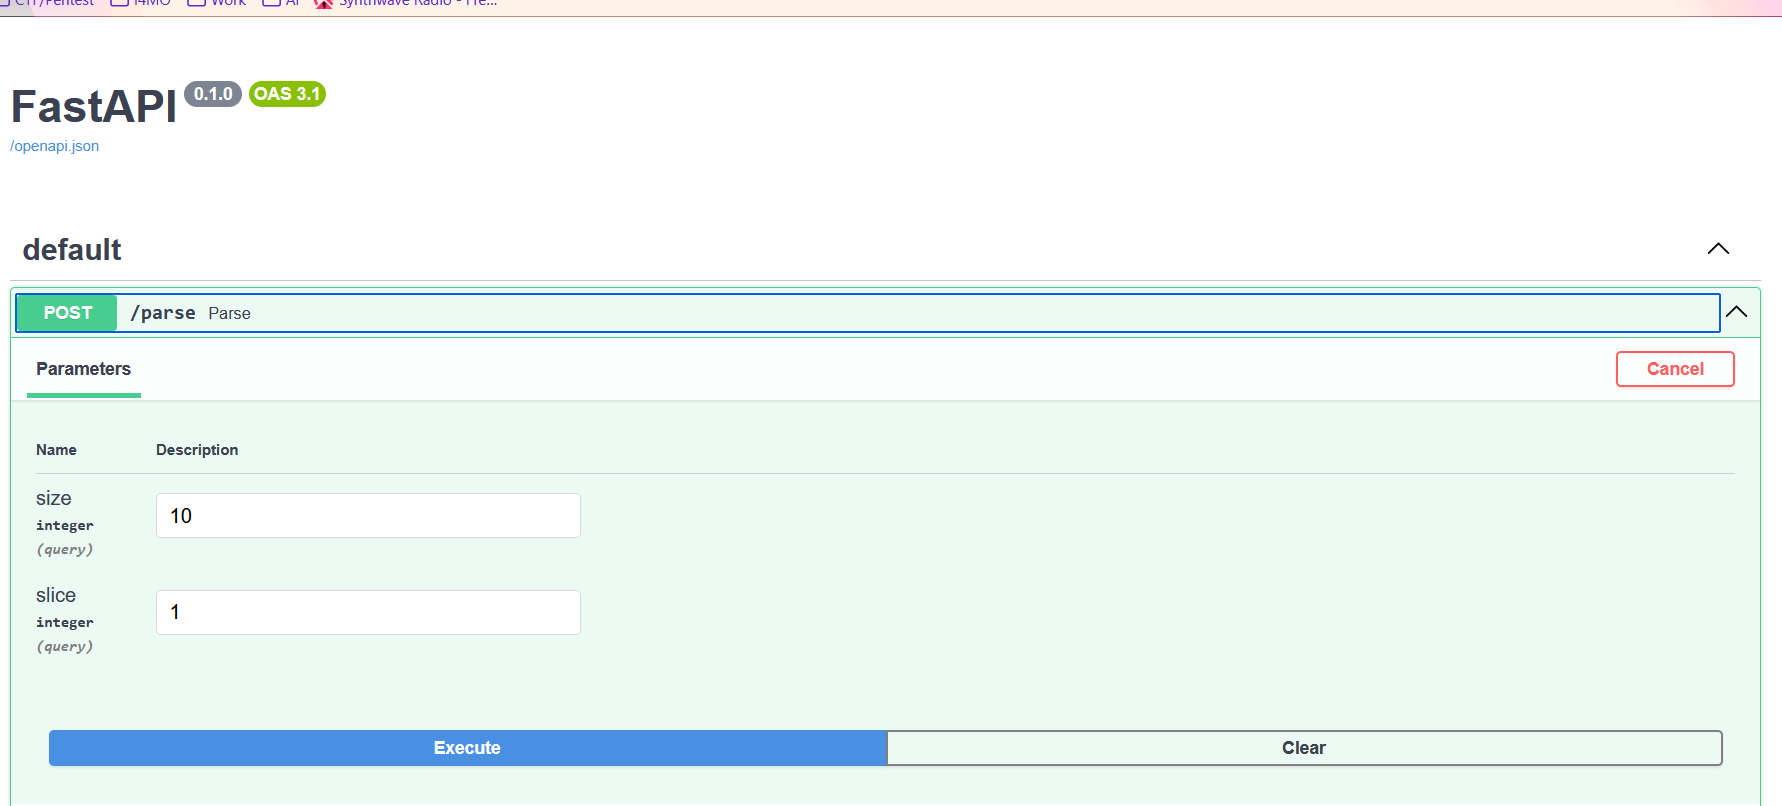 CTF/Pentest I4MO Work AI Synthwave Radio - Fre...
FastAPI 0.1.0 OAS 3.1
/openapi.json
default
POST /parse Parse
Parameters Cancel
Name Description
size
integer
(query)
10
slice
integer
(query)
1
Execute Clear